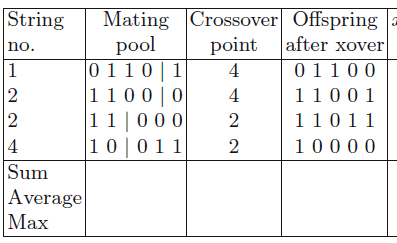 String Mating Crossover Offspring x
no. pool point after xover
1 0 1 1 0 | 1 4 0 1 1 0 0
2 1 1 0 0 | 0 4 1 1 0 0 1
2 1 1 | 0 0 0 2 1 1 0 1 1
4 1 0 | 0 1 1 2 1 0 0 0 0
Sum
Average
Max